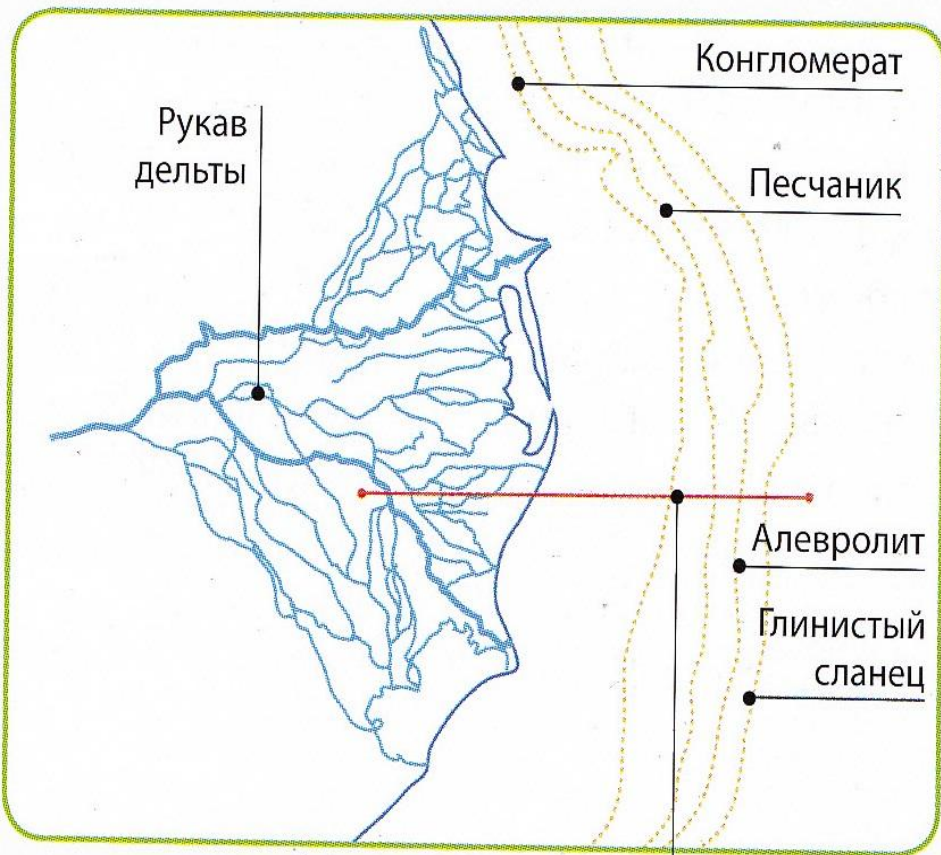 Конгломерат
Рукав
дельты
Песчаник
Алевролит
Глинистый
сланец